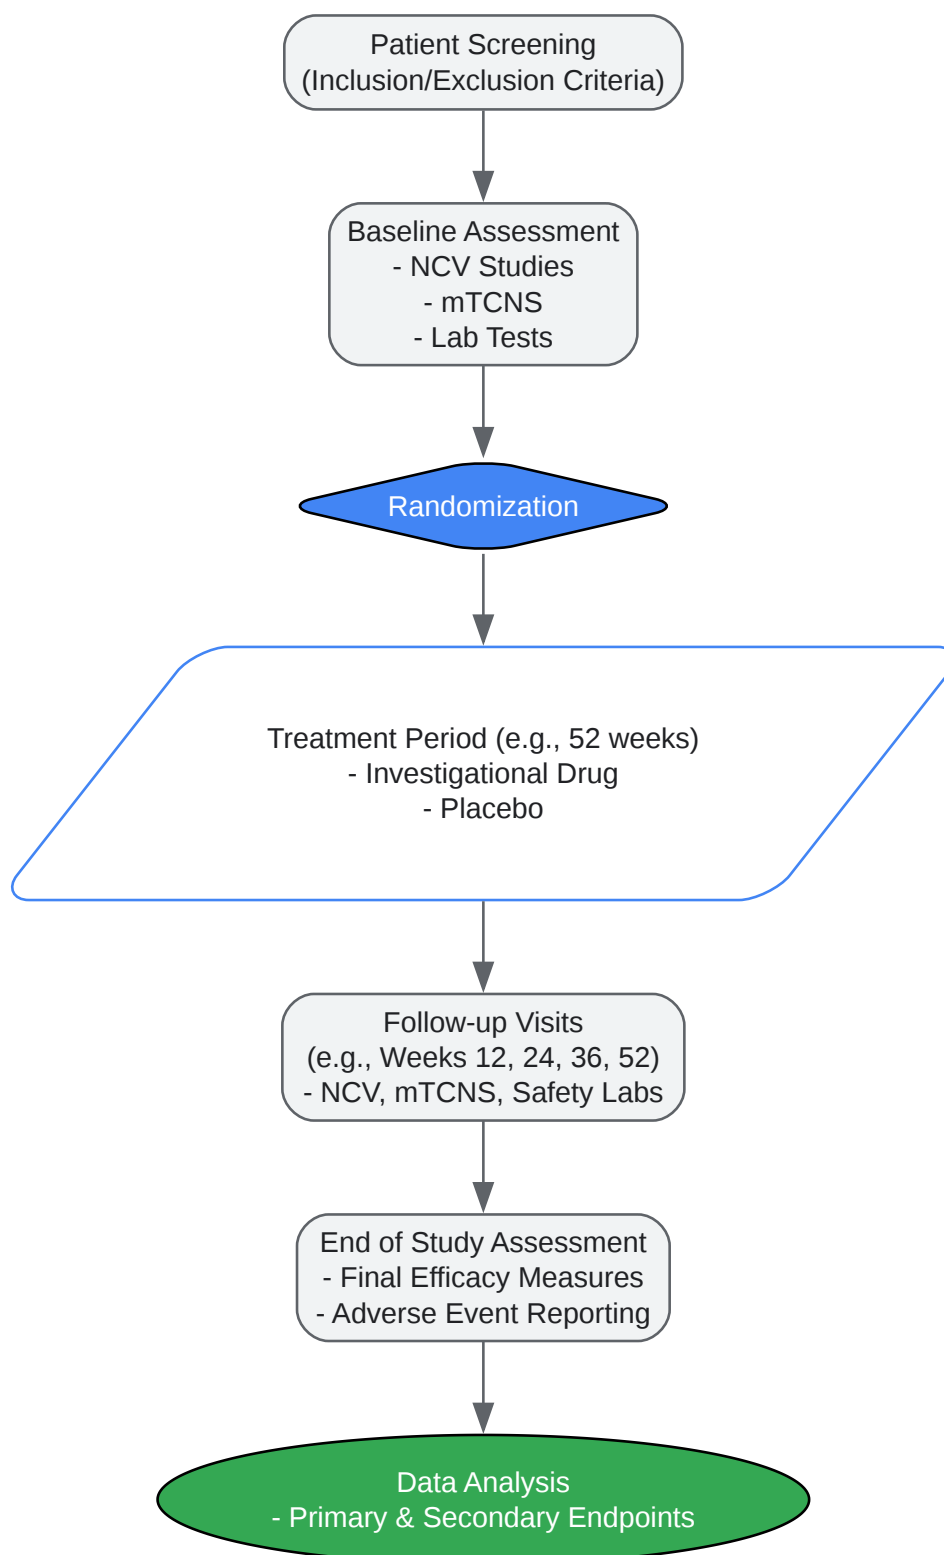 Patient Screening
(Inclusion/Exclusion Criteria)
Baseline Assessment
- NCV Studies
- mTCNS
- Lab Tests
Randomization
Treatment Period (e.g., 52 weeks)
- Investigational Drug
- Placebo
Follow-up Visits
(e.g., Weeks 12, 24, 36, 52)
- NCV, mTCNS, Safety Labs
End of Study Assessment
- Final Efficacy Measures
- Adverse Event Reporting
Data Analysis
- Primary & Secondary Endpoints